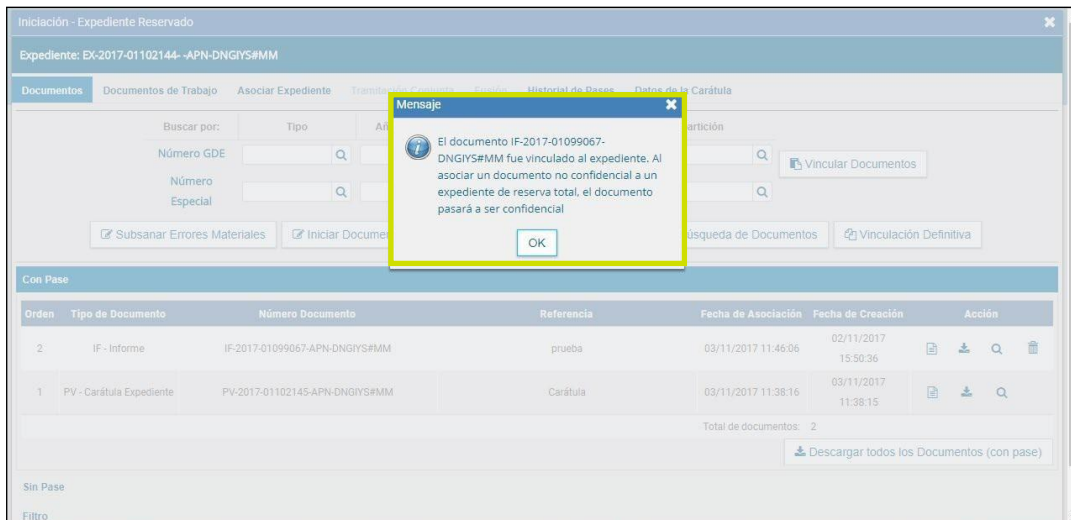 Iniciación - Expediente Reservado
Expediente: EX-2017-01102144- -APN-DNGIYS#MM
Documentos Documentos de Trabajo Asociar Expediente Tramitación Conjunta Fusión Historial de Pases Datos de la Carátula
Mensaje
El documento IF-2017-01099067-
DNGIYS#MM fue vinculado al expediente. Al
asociar un documento no confidencial a un
expediente de reserva total, el documento
pasará a ser confidencial
OK
Buscar por: Tipo
Número GDE
Vincular Documentos
Número
Especial
Subsanar Errores Materiales Iniciar Búsqueda de Documentos Vinculación Definitiva
Con Pase
Orden Tipo de Documento Número Documento Referencia Fecha de Asociación Fecha de Creación Acción
2 IF - Informe IF-2017-01099067-APN-DNGIYS#MM prueba 03/11/2017 11:46:06 02/11/2017
15:50:36
1 PV - Carátula Expediente PV-2017-01102145-APN-DNGIYS#MM Carátula 03/11/2017 11:38:16 03/11/2017
11:38:15
Total de documentos: 2
Descargar todos los Documentos (con pase)
Sin Pase
Filtro